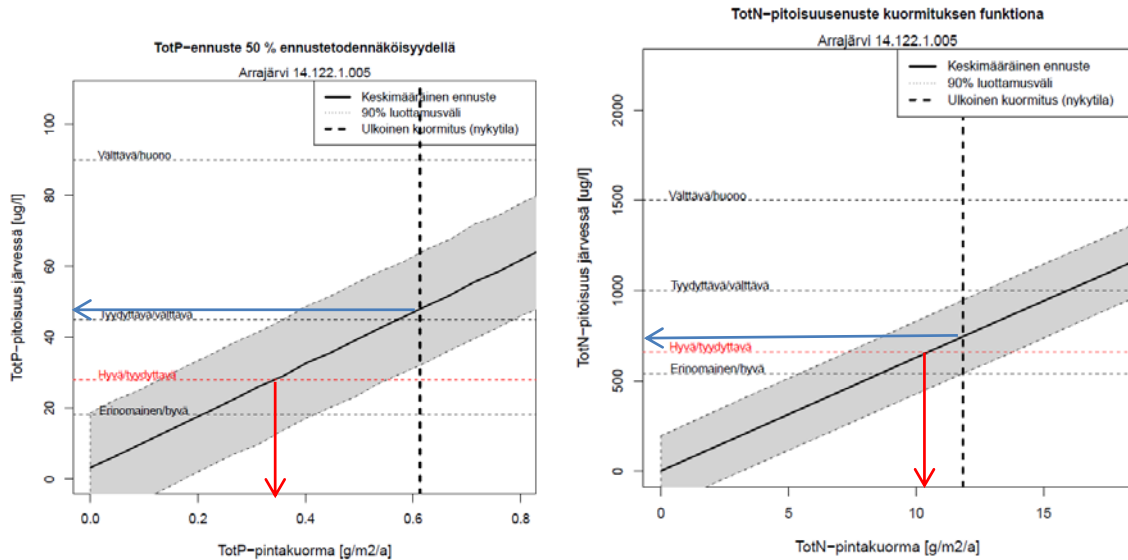 TotP−ennuste 50 % ennustetodennäköisyydellä
Arrajärvi 14.122.1.005
Keskimääräinen ennuste
90% luottamusväli
Ulkoinen kuormitus (nykytila)
Välttävä/huono
Tyydyttävä/välttävä
Hyvä/tyydyttävä
Erinomainen/hyvä
TotP−pitoisuus järvessä [ug/l]
0
20
40
60
80
100
0.0
0.2
0.4
0.6
0.8
TotP−pintakuorma [g/m2/a]
TotN−pitoisuusenuste kuormituksen funktiona
Arrajärvi 14.122.1.005
Keskimääräinen ennuste
90% luottamusväli
Ulkoinen kuormitus (nykytila)
Välttävä/huono
Tyydyttävä/välttävä
Hyvä/tyydyttävä
Erinomainen/hyvä
TotN−pitoisuus järvessä [ug/l]
0
500
1000
1500
2000
0
5
10
15
TotN−pintakuorma [g/m2/a]